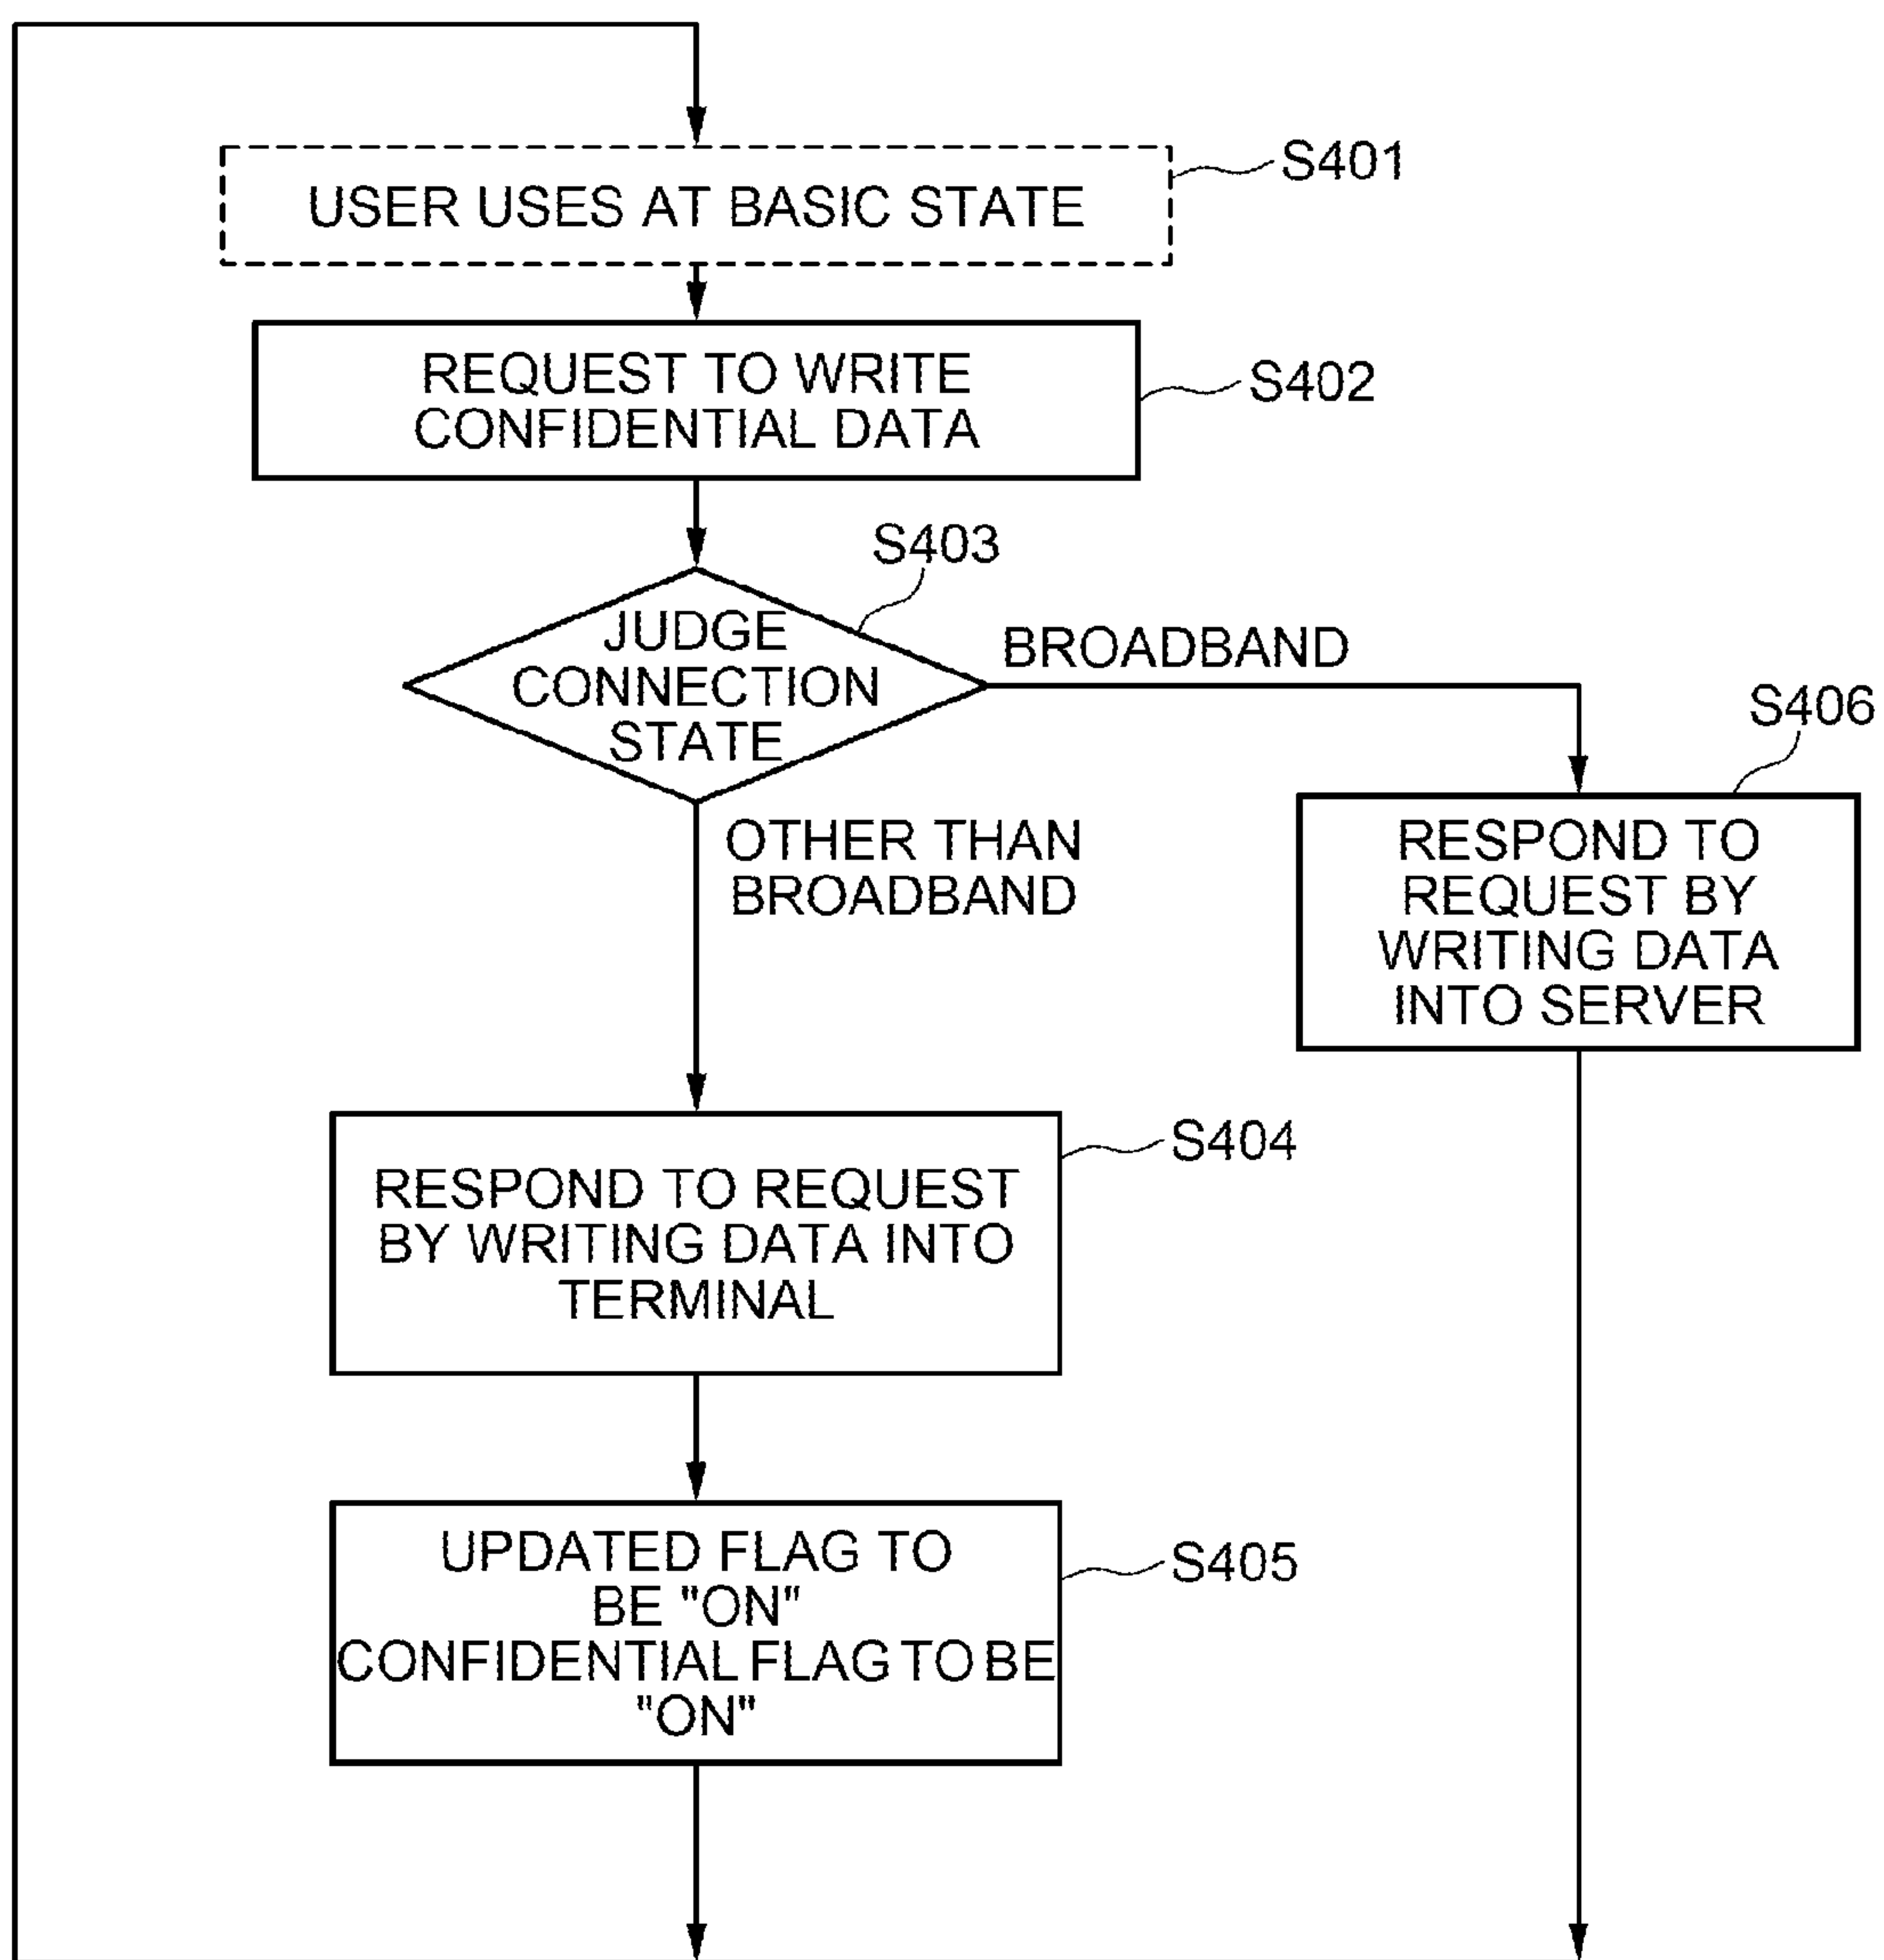 USER USES AT BASIC STATE
S401
REQUEST TO WRITE
CONFIDENTIAL DATA
S402
S403
JUDGE
CONNECTION
STATE
BROADBAND
S406
OTHER THAN
BROADBAND
RESPOND TO
REQUEST BY
WRITING DATA
INTO SERVER
S404
RESPOND TO REQUEST
BY WRITING DATA INTO
TERMINAL
UPDATED FLAG TO
BE "ON"
CONFIDENTIAL FLAG TO BE
"ON"
S405